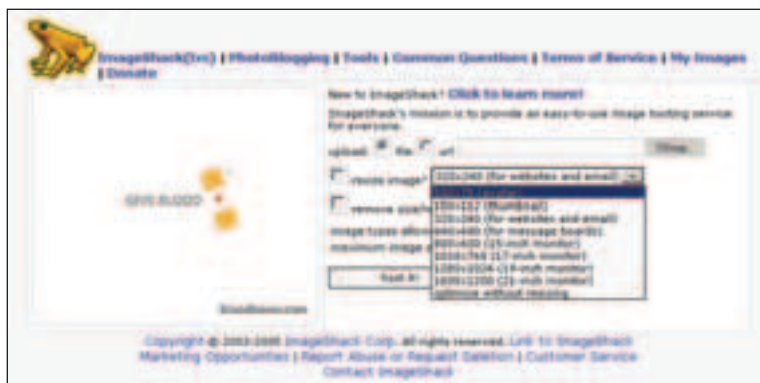 ImageShack(tm) | PhotoBlogging | Tools | Common Questions | Terms of Service | My Images
| Donate
New to ImageShack? Click to learn more!
ImageShack's mission is to provide an easy-to-use image hosting service
for everyone.
upload: file url
resize image? 320x240 (for websites and email)
(avatar)
remove size/
150x112 (thumbnail)
320x240 (for websites and email)
image types allow
640x480 (for message boards)
maximum image
800x600 (15-inch monitor)
1024x768 (17-inch monitor)
1280x1024 (19-inch monitor)
host it!
1600x1200 (21-inch monitor)
optimize without resizing
Copyright © 2003-2005 ImageShack Corp. All rights reserved. Link to ImageShack
Marketing Opportunities | Report Abuse or Request Deletion | Customer Service
Contact ImageShack